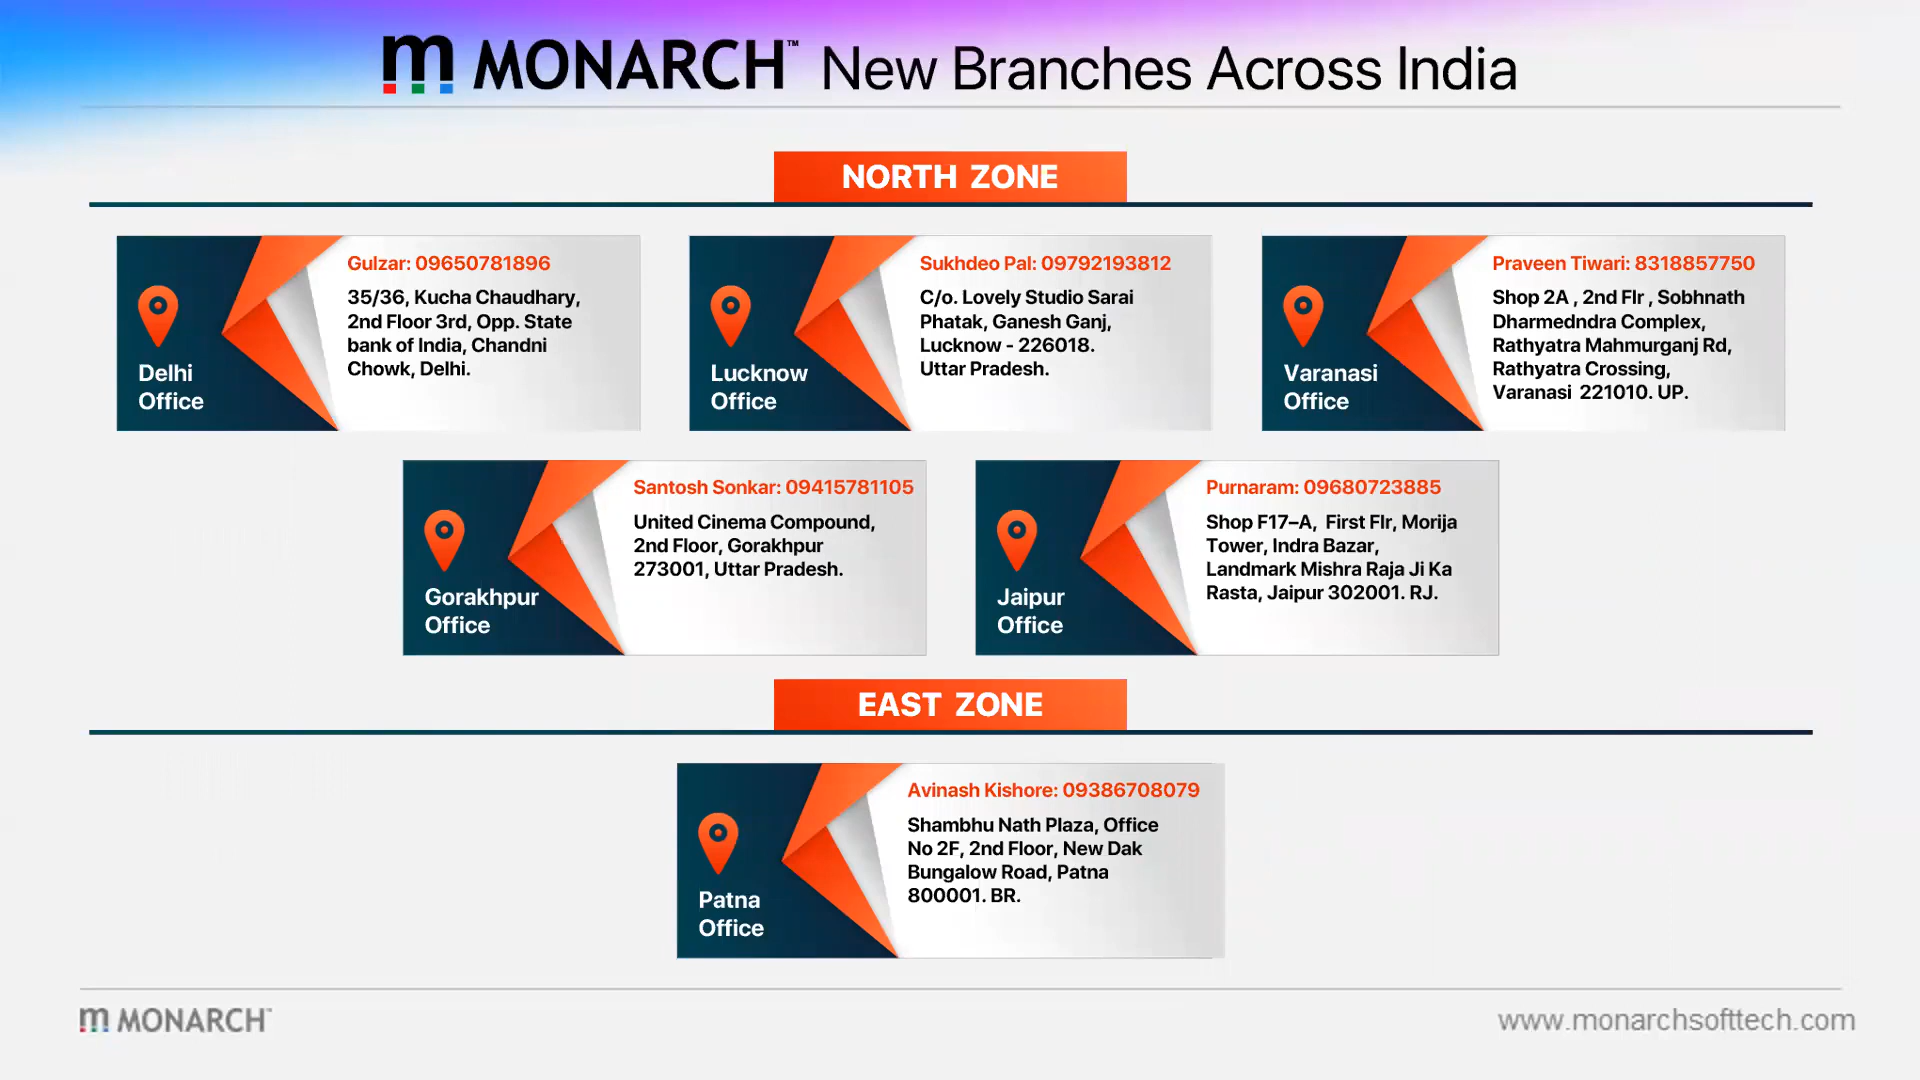 m MONARCH™ New Branches Across India
NORTH ZONE
Delhi
Office
Gulzar: 09650781896
35/36, Kucha Chaudhary,
2nd Floor 3rd, Opp. State
bank of India, Chandni
Chowk, Delhi.
Lucknow
Office
Sukhdeo Pal: 09792193812
C/o. Lovely Studio Sarai
Phatak, Ganesh Ganj,
Lucknow - 226018.
Uttar Pradesh.
Varanasi
Office
Praveen Tiwari: 8318857750
Shop 2A , 2nd Flr , Sobhnath
Dharmedndra Complex,
Rathyatra Mahmurganj Rd,
Rathyatra Crossing,
Varanasi 221010. UP.
Gorakhpur
Office
Santosh Sonkar: 09415781105
United Cinema Compound,
2nd Floor, Gorakhpur
273001, Uttar Pradesh.
Jaipur
Office
Purnaram: 09680723885
Shop F17–A, First Flr, Morija
Tower, Indra Bazar,
Landmark Mishra Raja Ji Ka
Rasta, Jaipur 302001. RJ.
EAST ZONE
Patna
Office
Avinash Kishore: 09386708079
Shambhu Nath Plaza, Office
No 2F, 2nd Floor, New Dak
Bungalow Road, Patna
800001. BR.
m MONARCH™
www.monarchsofttech.com